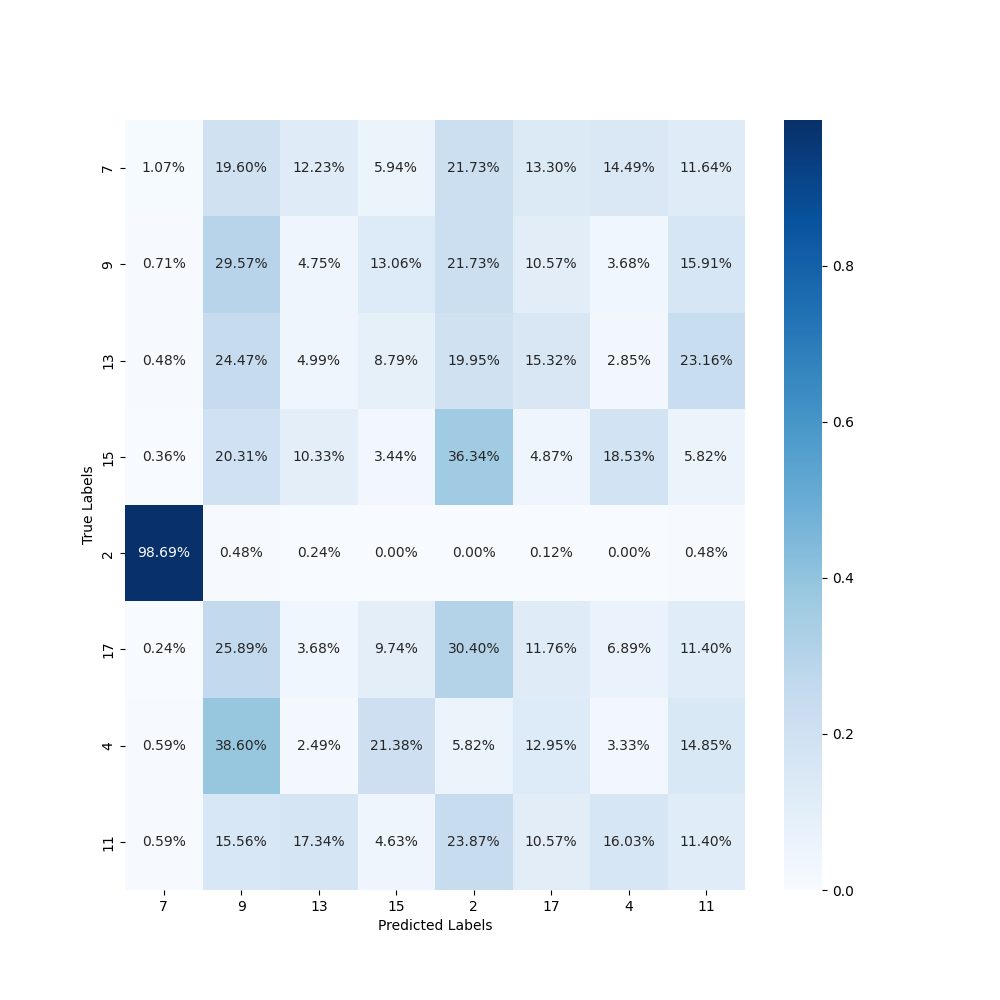 True Labels
7 1.07% 19.60% 12.23% 5.94% 21.73% 13.30% 14.49% 11.64%
9 0.71% 29.57% 4.75% 13.06% 21.73% 10.57% 3.68% 15.91%
13 0.48% 24.47% 4.99% 8.79% 19.95% 15.32% 2.85% 23.16%
15 0.36% 20.31% 10.33% 3.44% 36.34% 4.87% 18.53% 5.82%
2 98.69% 0.48% 0.24% 0.00% 0.00% 0.12% 0.00% 0.48%
17 0.24% 25.89% 3.68% 9.74% 30.40% 11.76% 6.89% 11.40%
4 0.59% 38.60% 2.49% 21.38% 5.82% 12.95% 3.33% 14.85%
11 0.59% 15.56% 17.34% 4.63% 23.87% 10.57% 16.03% 11.40%
7 9 13 15 2 17 4 11
Predicted Labels
0.8
0.6
0.4
0.2
0.0